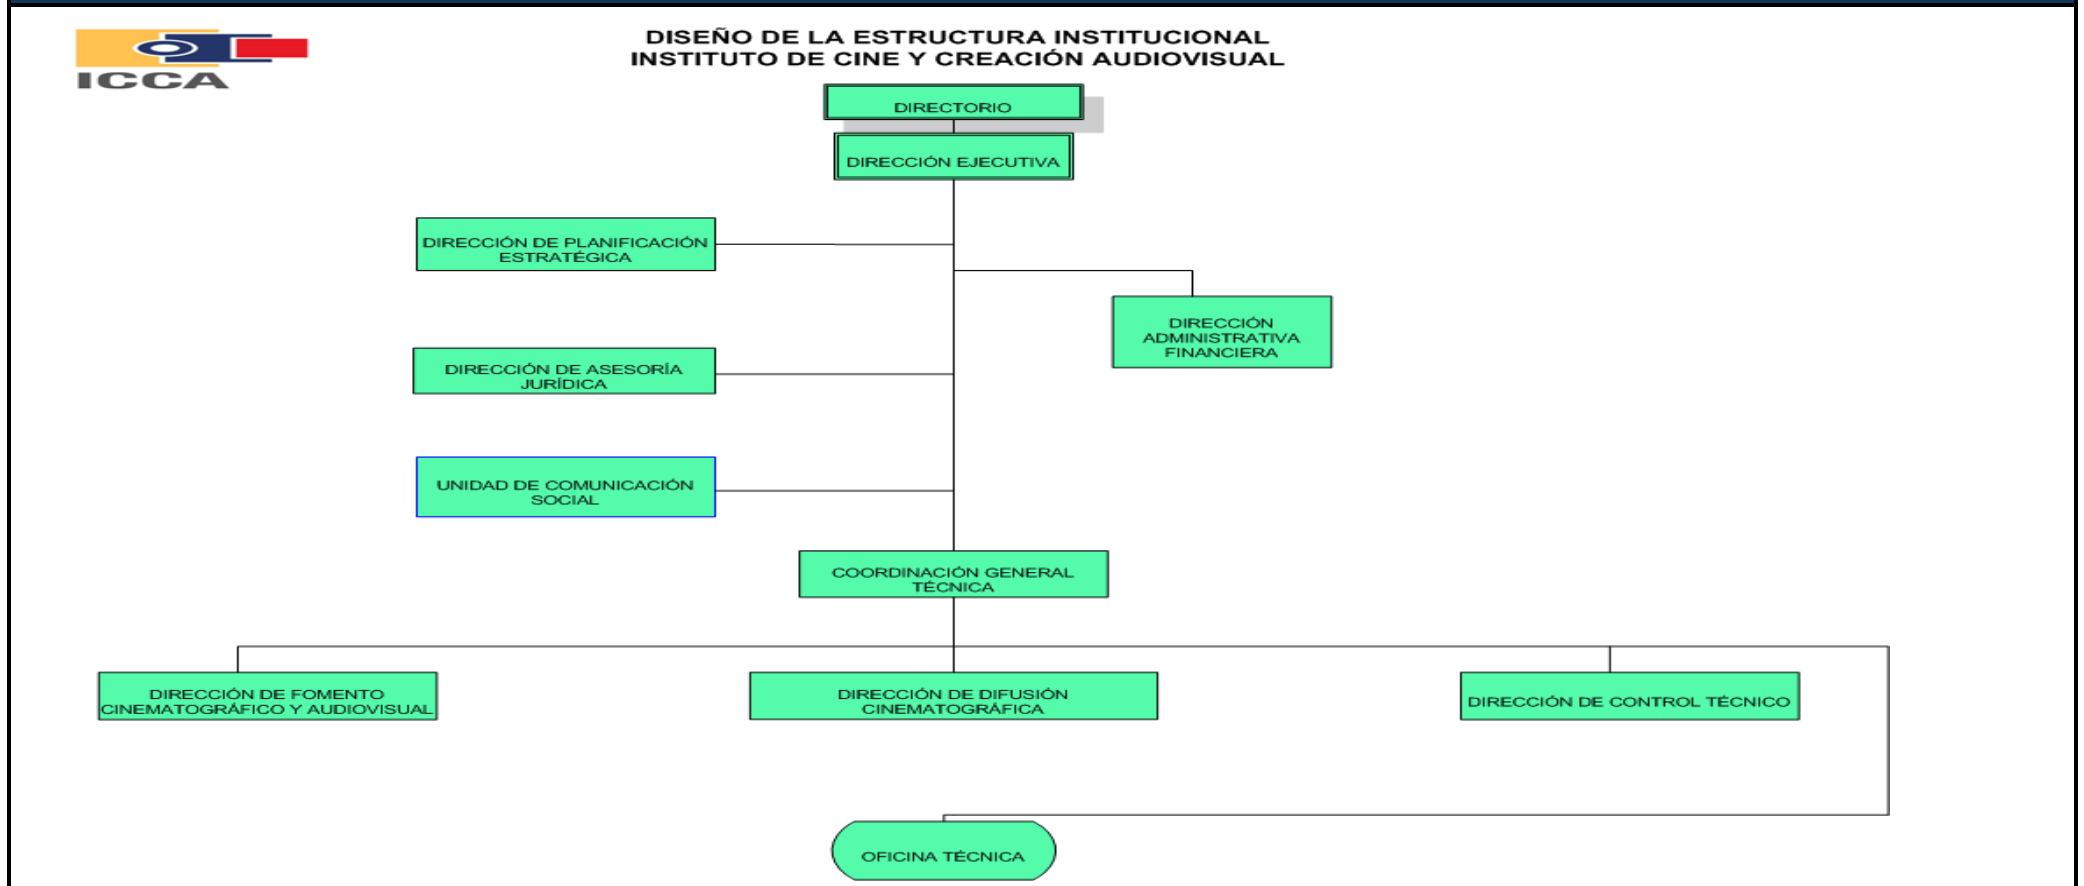 ICCA
DISEÑO DE LA ESTRUCTURA INSTITUCIONAL
INSTITUTO DE CINE Y CREACIÓN AUDIOVISUAL
DIRECTORIO
DIRECCIÓN EJECUTIVA
DIRECCIÓN DE PLANIFICACIÓN
ESTRATÉGICA
DIRECCIÓN
ADMINISTRATIVA
FINANCIERA
DIRECCIÓN DE ASESORÍA
JURÍDICA
UNIDAD DE COMUNICACIÓN
SOCIAL
COORDINACIÓN GENERAL
TÉCNICA
DIRECCIÓN DE FOMENTO
CINEMATOGRÁFICO Y AUDIOVISUAL
DIRECCIÓN DE DIFUSIÓN
CINEMATOGRÁFICA
DIRECCIÓN DE CONTROL TÉCNICO
OFICINA TÉCNICA